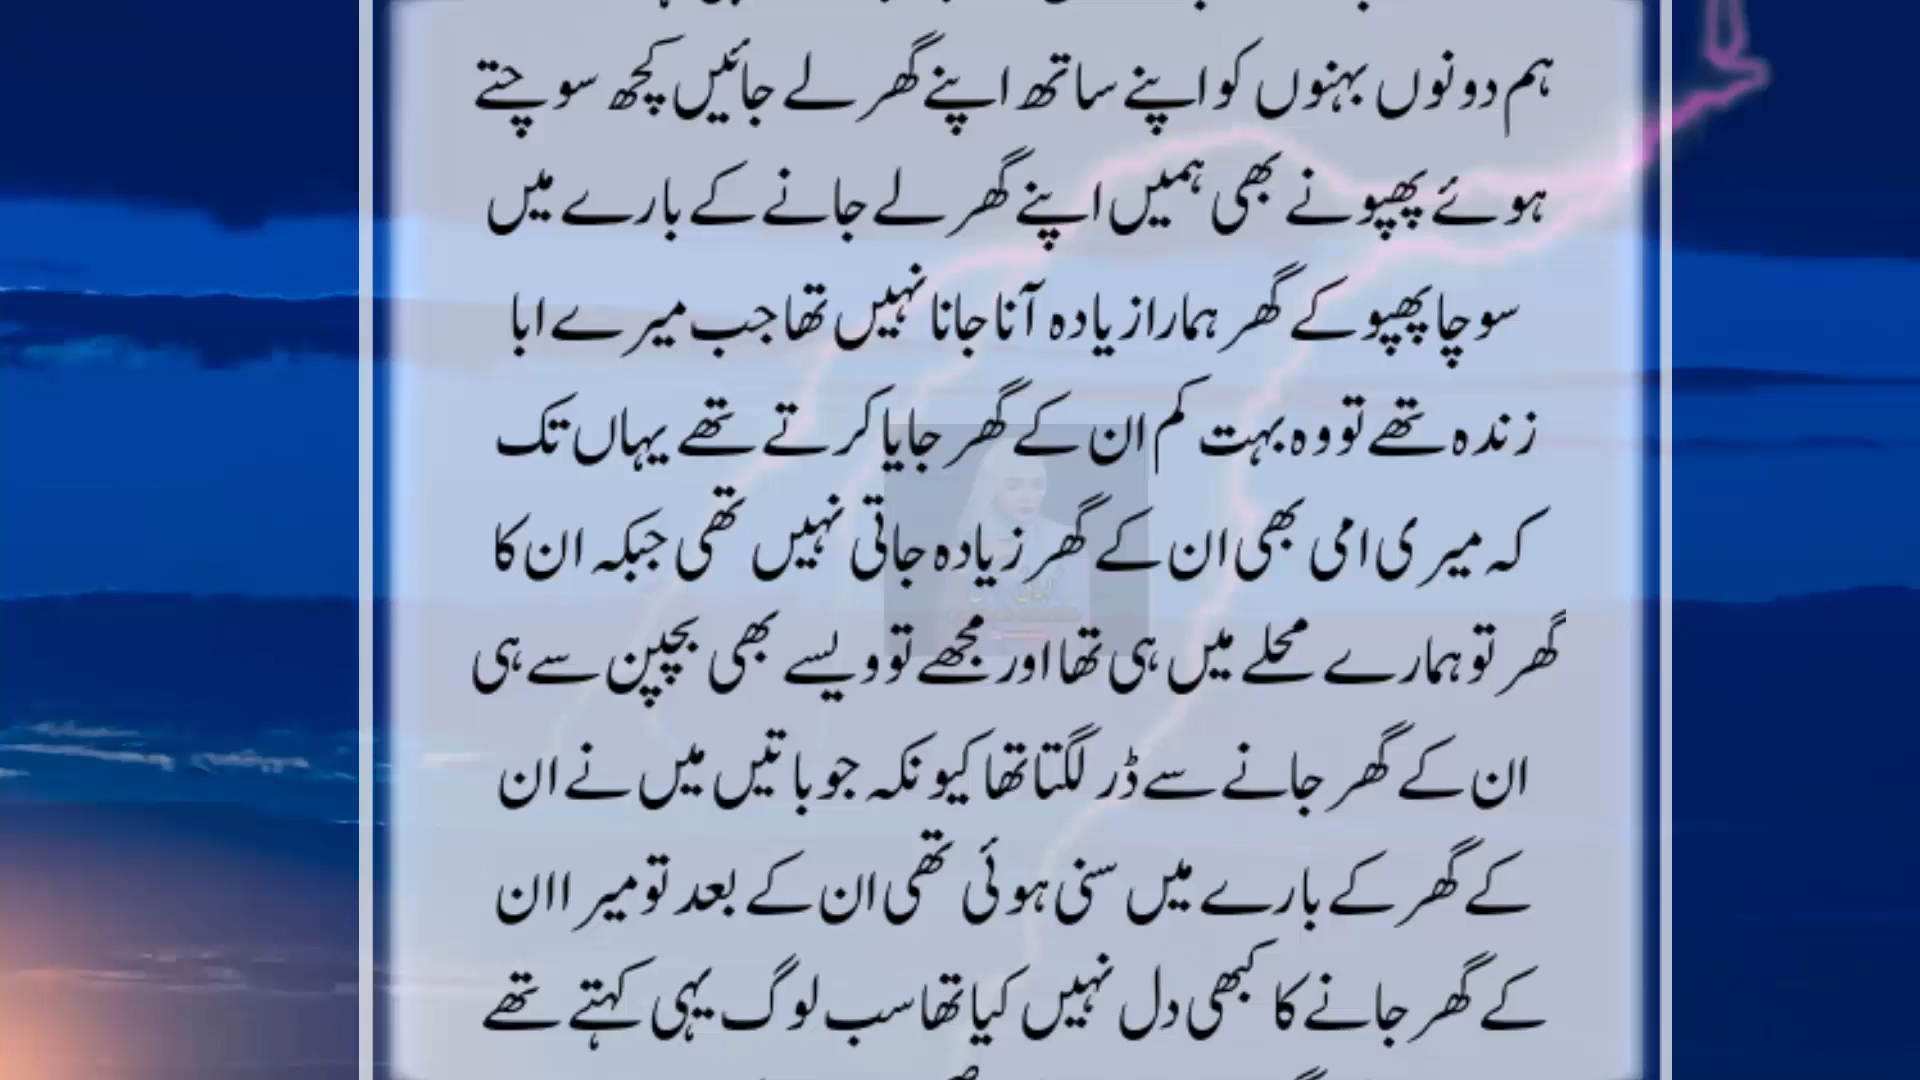 ہم دونوں بہنوں کو اپنے ساتھ اپنے گھر لے جائیں کچھ سوچتے
ہوئے پھپو نے بھی ہمیں اپنے گھر لے جانے کے بارے میں
سوچا پھپو کے گھر ہمارا زیادہ آنا جانا نہیں تھا جب میرے ابا
زندہ تھے تو وہ بہت کم ان کے گھر جایا کرتے تھے یہاں تک
کہ میری امی بھی ان کے گھر زیادہ جاتی نہیں تھی جبکہ ان کا
گھر تو ہمارے محلے میں ہی تھا اور مجھے تو ویسے بھی بچپن سے ہی
ان کے گھر جانے سے ڈر لگتا تھا کیونکہ جو باتیں میں نے ان
کے گھر کے بارے میں سنی ہوئی تھی ان کے بعد تو میرا ان
کے گھر جانے کا کبھی دل نہیں کیا تھا سب لوگ یہی کہتے تھے